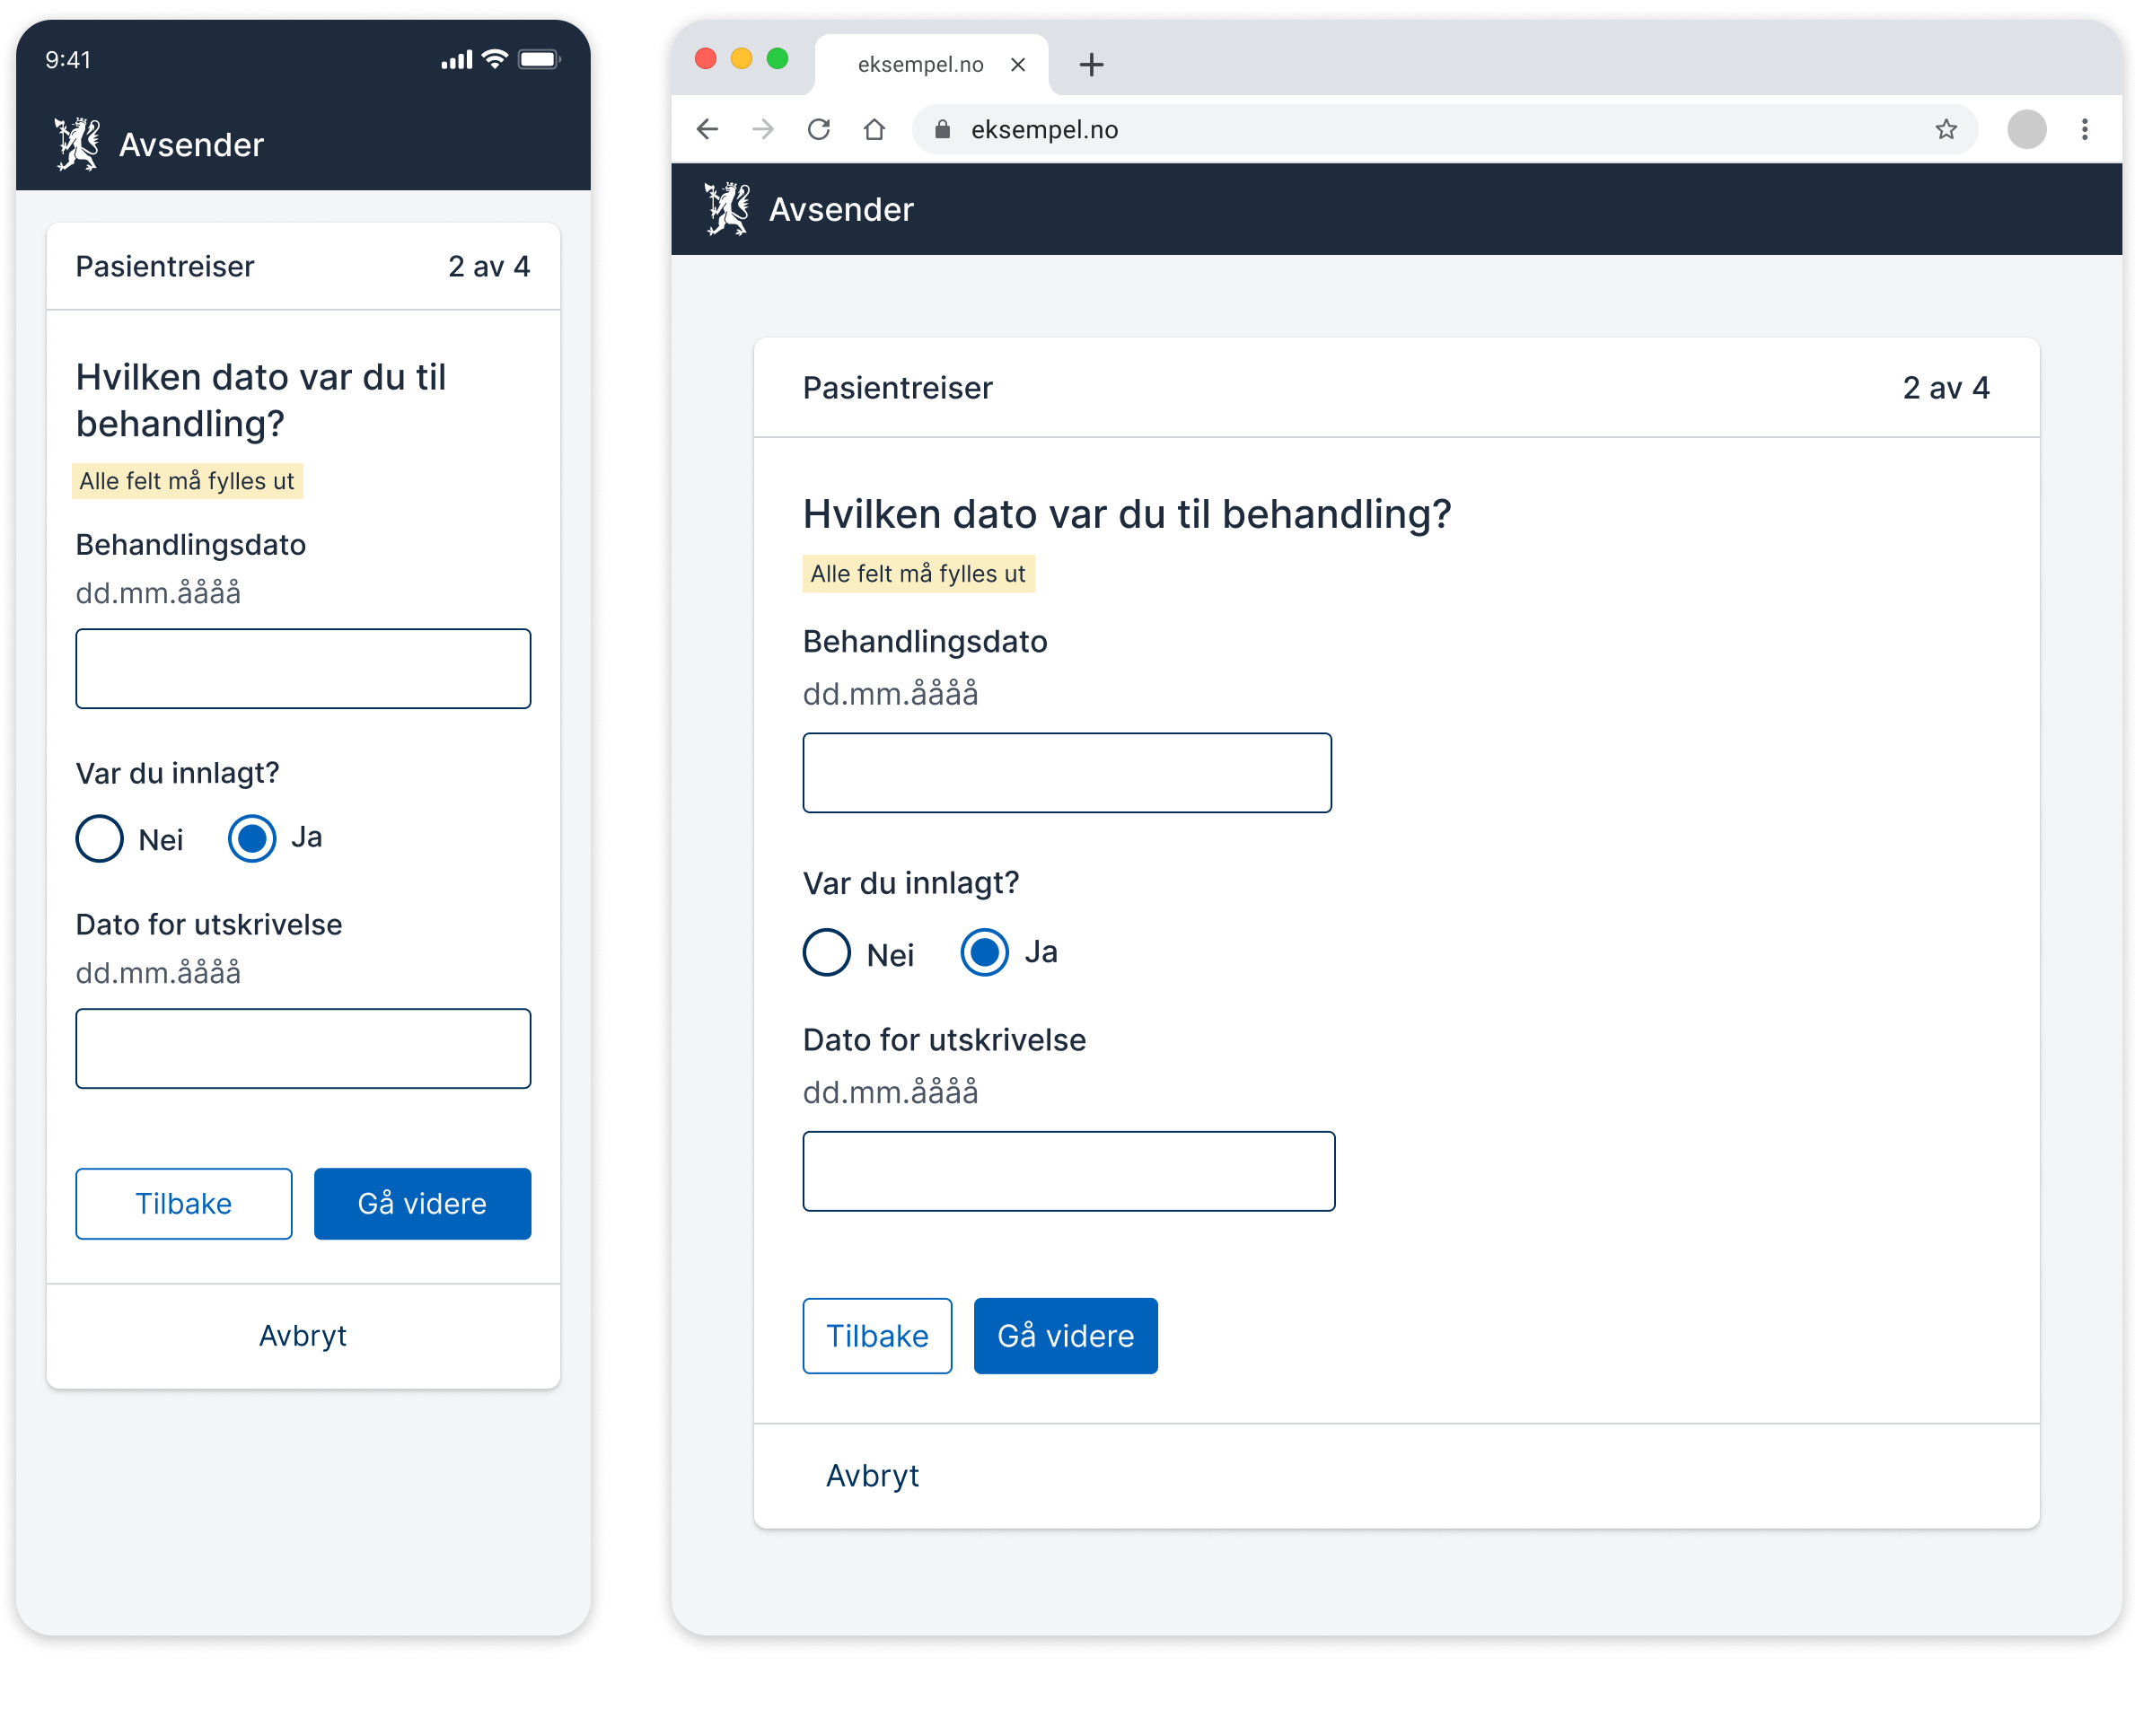 9:41
Avsender
Pasientreiser 2 av 4
Hvilken dato var du til
behandling?
Alle felt må fylles ut
Behandlingsdato
dd.mm.åååå
Var du innlagt?
Nei Ja
Dato for utskrivelse
dd.mm.åååå
Tilbake Gå videre
Avbryt
eksempel.no
eksempel.no
Avsender
Pasientreiser 2 av 4
Hvilken dato var du til behandling?
Alle felt må fylles ut
Behandlingsdato
dd.mm.åååå
Var du innlagt?
Nei Ja
Dato for utskrivelse
dd.mm.åååå
Tilbake Gå videre
Avbryt